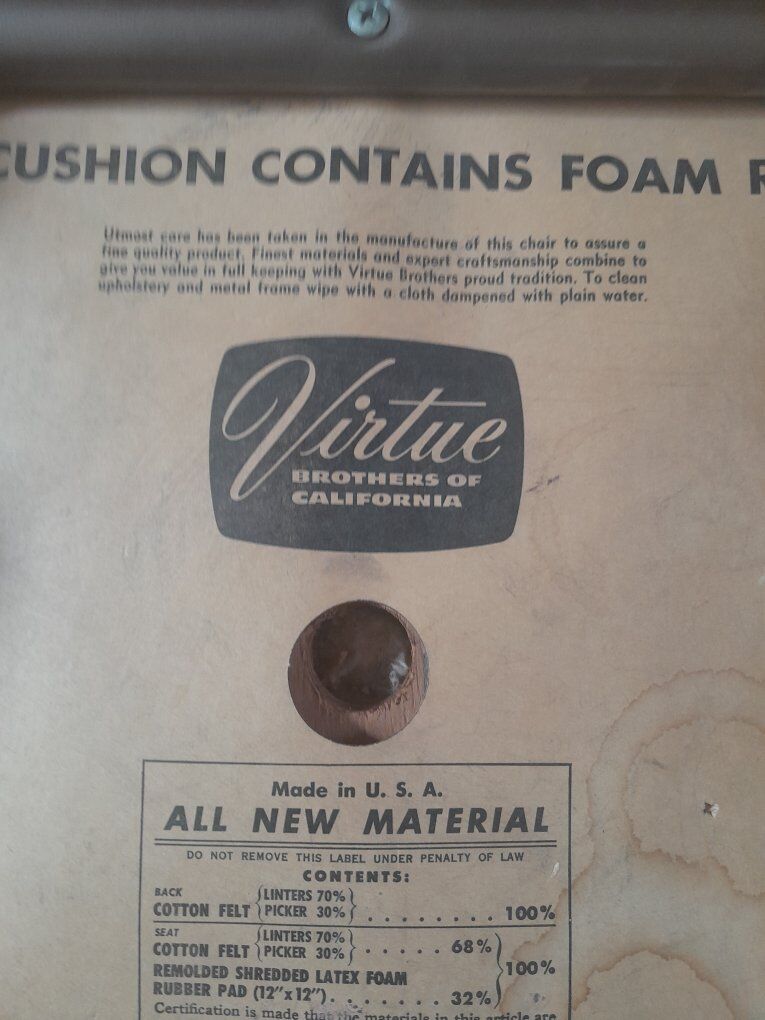 CUSHION CONTAINS FOAM R
Utmost care has been taken in the manufacture of this chair to assure a
fine quality product. Finest materials and expert craftsmanship combine to
give you value in full keeping with Virtue Brothers proud tradition. To clean
upholstery and metal frame wipe with a cloth dampened with plain water.
Virtue
BROTHERS OF
CALIFORNIA
Made in U. S. A.
ALL NEW MATERIAL
DO NOT REMOVE THIS LABEL UNDER PENALTY OF LAW
CONTENTS:
BACK
COTTON FELT {LINTERS 70%
PICKER 30%} . . . . . . . . 100%
SEAT
COTTON FELT {LINTERS 70%
PICKER 30%} . . . . . 68%
REMOLDED SHREDDED LATEX FOAM
100%
RUBBER PAD (12"x12"). . . . . . . 32%
Certification is made that the materials in this article are